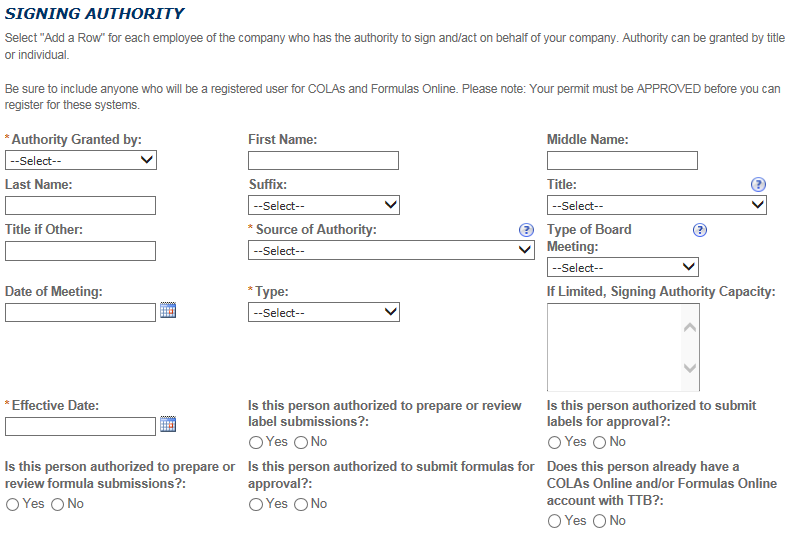 SIGNING AUTHORITY
Select "Add a Row" for each employee of the company who has the authority to sign and/act on behalf of your company. Authority can be granted by title
or individual.
Be sure to include anyone who will be a registered user for COLAs and Formulas Online. Please note: Your permit must be APPROVED before you can
register for these systems.
* Authority Granted by:
First Name:
Middle Name:
--Select--
Last Name:
Suffix:
Title: ?
--Select--
--Select--
Title if Other:
* Source of Authority: ?
Type of Board ?
Meeting:
--Select--
--Select--
Date of Meeting:
* Type:
If Limited, Signing Authority Capacity:
--Select--
* Effective Date:
Is this person authorized to prepare or review
label submissions?:
Yes No
Is this person authorized to submit
labels for approval?:
Yes No
Is this person authorized to prepare or
review formula submissions?:
Yes No
Is this person authorized to submit formulas for
approval?:
Yes No
Does this person already have a
COLAs Online and/or Formulas Online
account with TTB?:
Yes No